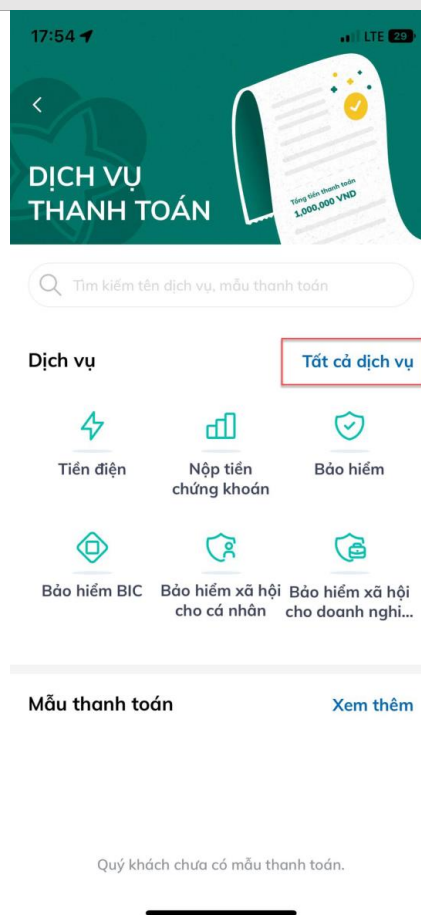 17:54
LTE 29
DỊCH VỤ
THANH TOÁN
Tổng tiền thanh toán
1,000,000 VND
Tìm kiếm tên dịch vụ, mẫu thanh toán
Dịch vụ
Tất cả dịch vụ
Tiền điện
Nộp tiền
chứng khoán
Bảo hiểm
Bảo hiểm BIC
Bảo hiểm xã hội
cho cá nhân
Bảo hiểm xã hội
cho doanh nghi...
Mẫu thanh toán
Xem thêm
Quý khách chưa có mẫu thanh toán.